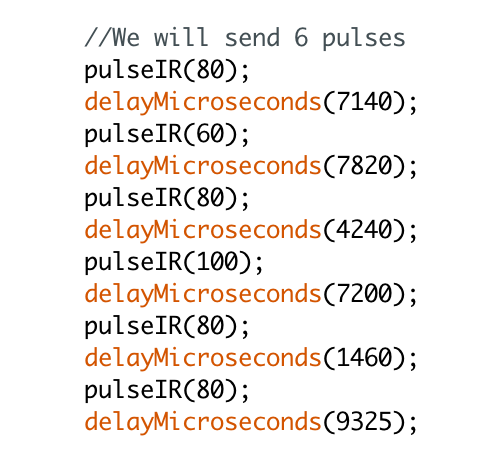 //We will send 6 pulses
pulseIR(80);
delayMicroseconds(7140);
pulseIR(60);
delayMicroseconds(7820);
pulseIR(80);
delayMicroseconds(4240);
pulseIR(100);
delayMicroseconds(7200);
pulseIR(80);
delayMicroseconds(1460);
pulseIR(80);
delayMicroseconds(9325);